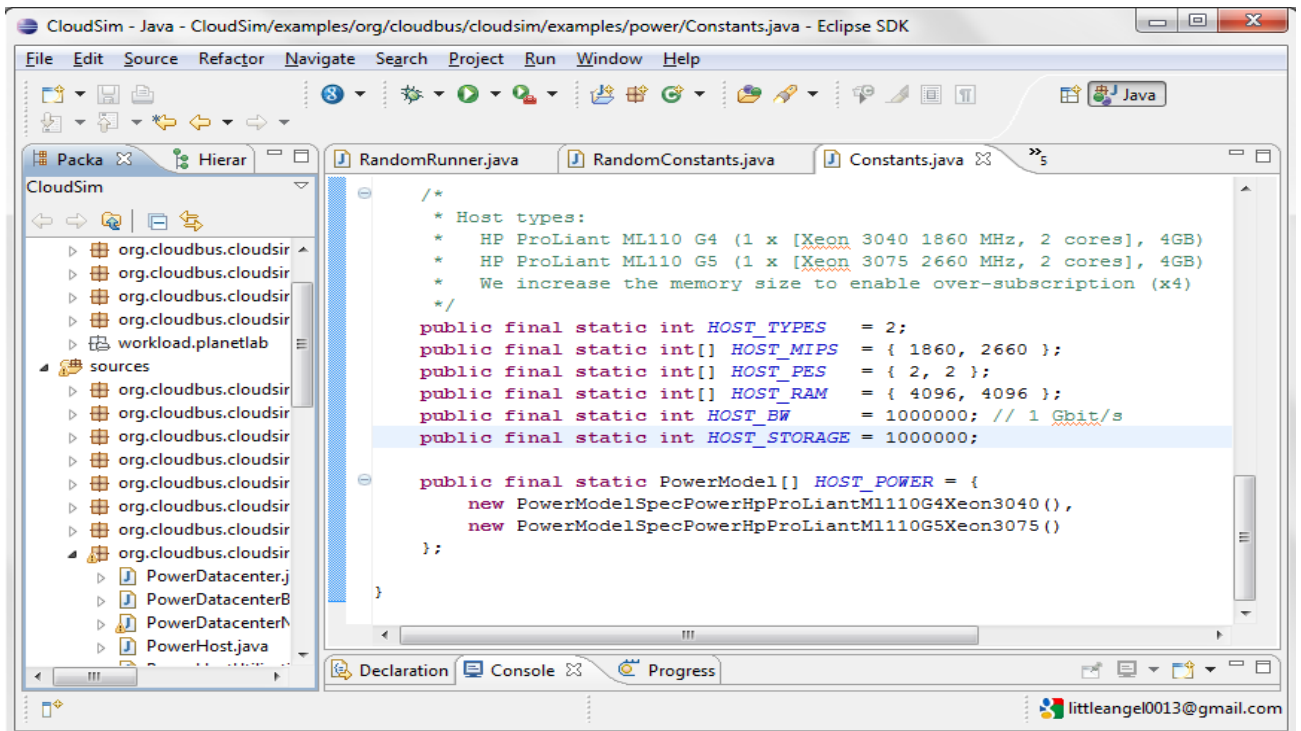 CloudSim - Java - CloudSim/examples/org/cloudbus/cloudsim/examples/power/Constants.java - Eclipse SDK
File Edit Source Refactor Navigate Search Project Run Window Help
Java
Packa Hierar
RandomRunner.java RandomConstants.java Constants.java »5
CloudSim
org.cloudbus.cloudsir
org.cloudbus.cloudsir
org.cloudbus.cloudsir
org.cloudbus.cloudsir
workload.planetlab
sources
org.cloudbus.cloudsir
org.cloudbus.cloudsir
org.cloudbus.cloudsir
org.cloudbus.cloudsir
org.cloudbus.cloudsir
org.cloudbus.cloudsir
org.cloudbus.cloudsir
org.cloudbus.cloudsir
PowerDatacenter.j
PowerDatacenterB
PowerDatacenterN
PowerHost.java
/*
* Host types:
*   HP ProLiant ML110 G4 (1 x [Xeon 3040 1860 MHz, 2 cores], 4GB)
*   HP ProLiant ML110 G5 (1 x [Xeon 3075 2660 MHz, 2 cores], 4GB)
*   We increase the memory size to enable over-subscription (x4)
*/
public final static int HOST_TYPES   = 2;
public final static int[] HOST_MIPS  = { 1860, 2660 };
public final static int[] HOST_PES   = { 2, 2 };
public final static int[] HOST_RAM   = { 4096, 4096 };
public final static int HOST_BW      = 1000000; // 1 Gbit/s
public final static int HOST_STORAGE = 1000000;
public final static PowerModel[] HOST_POWER = {
new PowerModelSpecPowerHpProLiantMl110G4Xeon3040(),
new PowerModelSpecPowerHpProLiantMl110G5Xeon3075()
};
}
Declaration Console Progress
littleangel0013@gmail.com